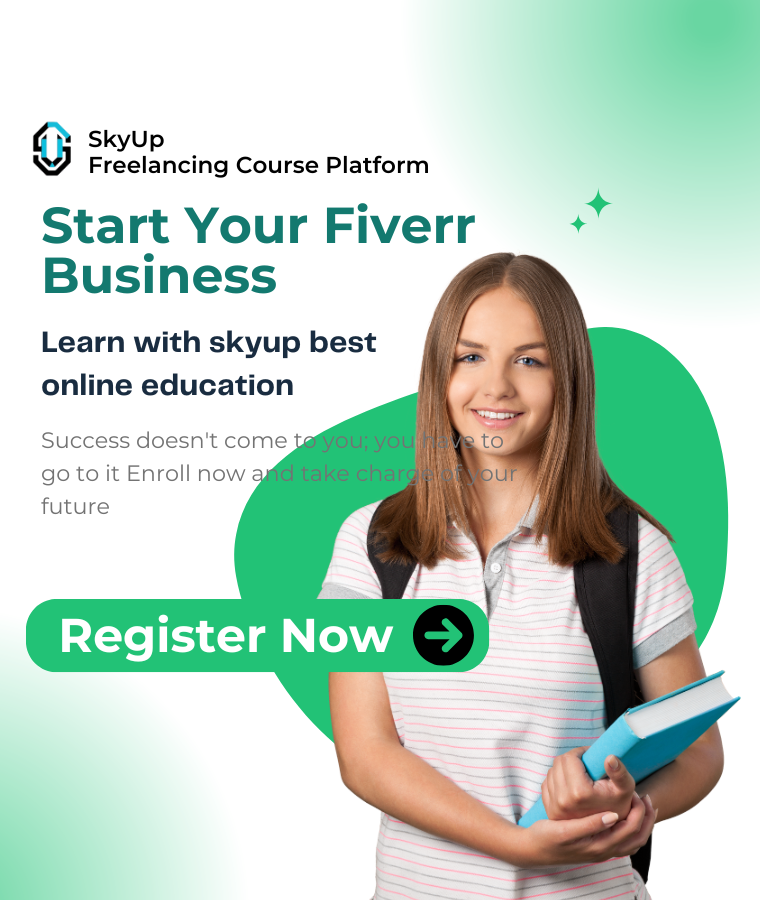 SkyUp
Freelancing Course Platform
Start Your Fiverr
Business
Learn with skyup best
online education
Success doesn't come to you; you have to
go to it Enroll now and take charge of your
future
Register Now